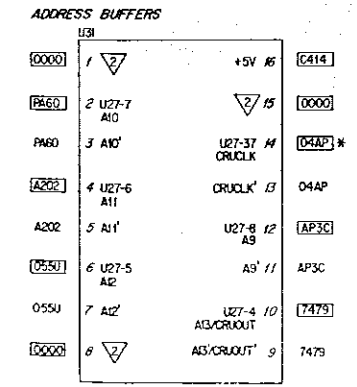 ADDRESS BUFFERS
U31
0000 1 2 +5V 16 C414
PA60 2 U27-7 2 15 0000
A10
PA60 3 A10' U27-37 14 04AP *
CRUCLK
A202 4 U27-6 CRUCLK' 13 04AP
A11
A202 5 A11' U27-8 12 AP3C
A9
055U 6 U27-5 A9' 11 AP3C
A12
055U 7 A12' U27-4 10 7479
A13/CRUOUT
0000 8 2 A13'/CRUOUT' 9 7479